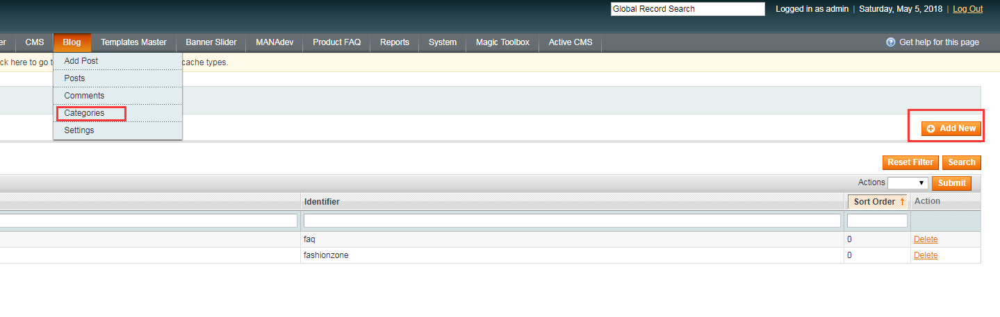 Global Record Search
Logged in as admin | Saturday, May 5, 2018 | Log Out
er CMS Blog Templates Master Banner Slider MANAdev Product FAQ Reports System Magic Toolbox Active CMS Get help for this page
ck here to go t cache types.
Add Post
Posts
Comments
Categories
Settings
Add New
Reset Filter Search
Actions Submit
Identifier Sort Order Action
faq 0 Delete
fashionzone 0 Delete